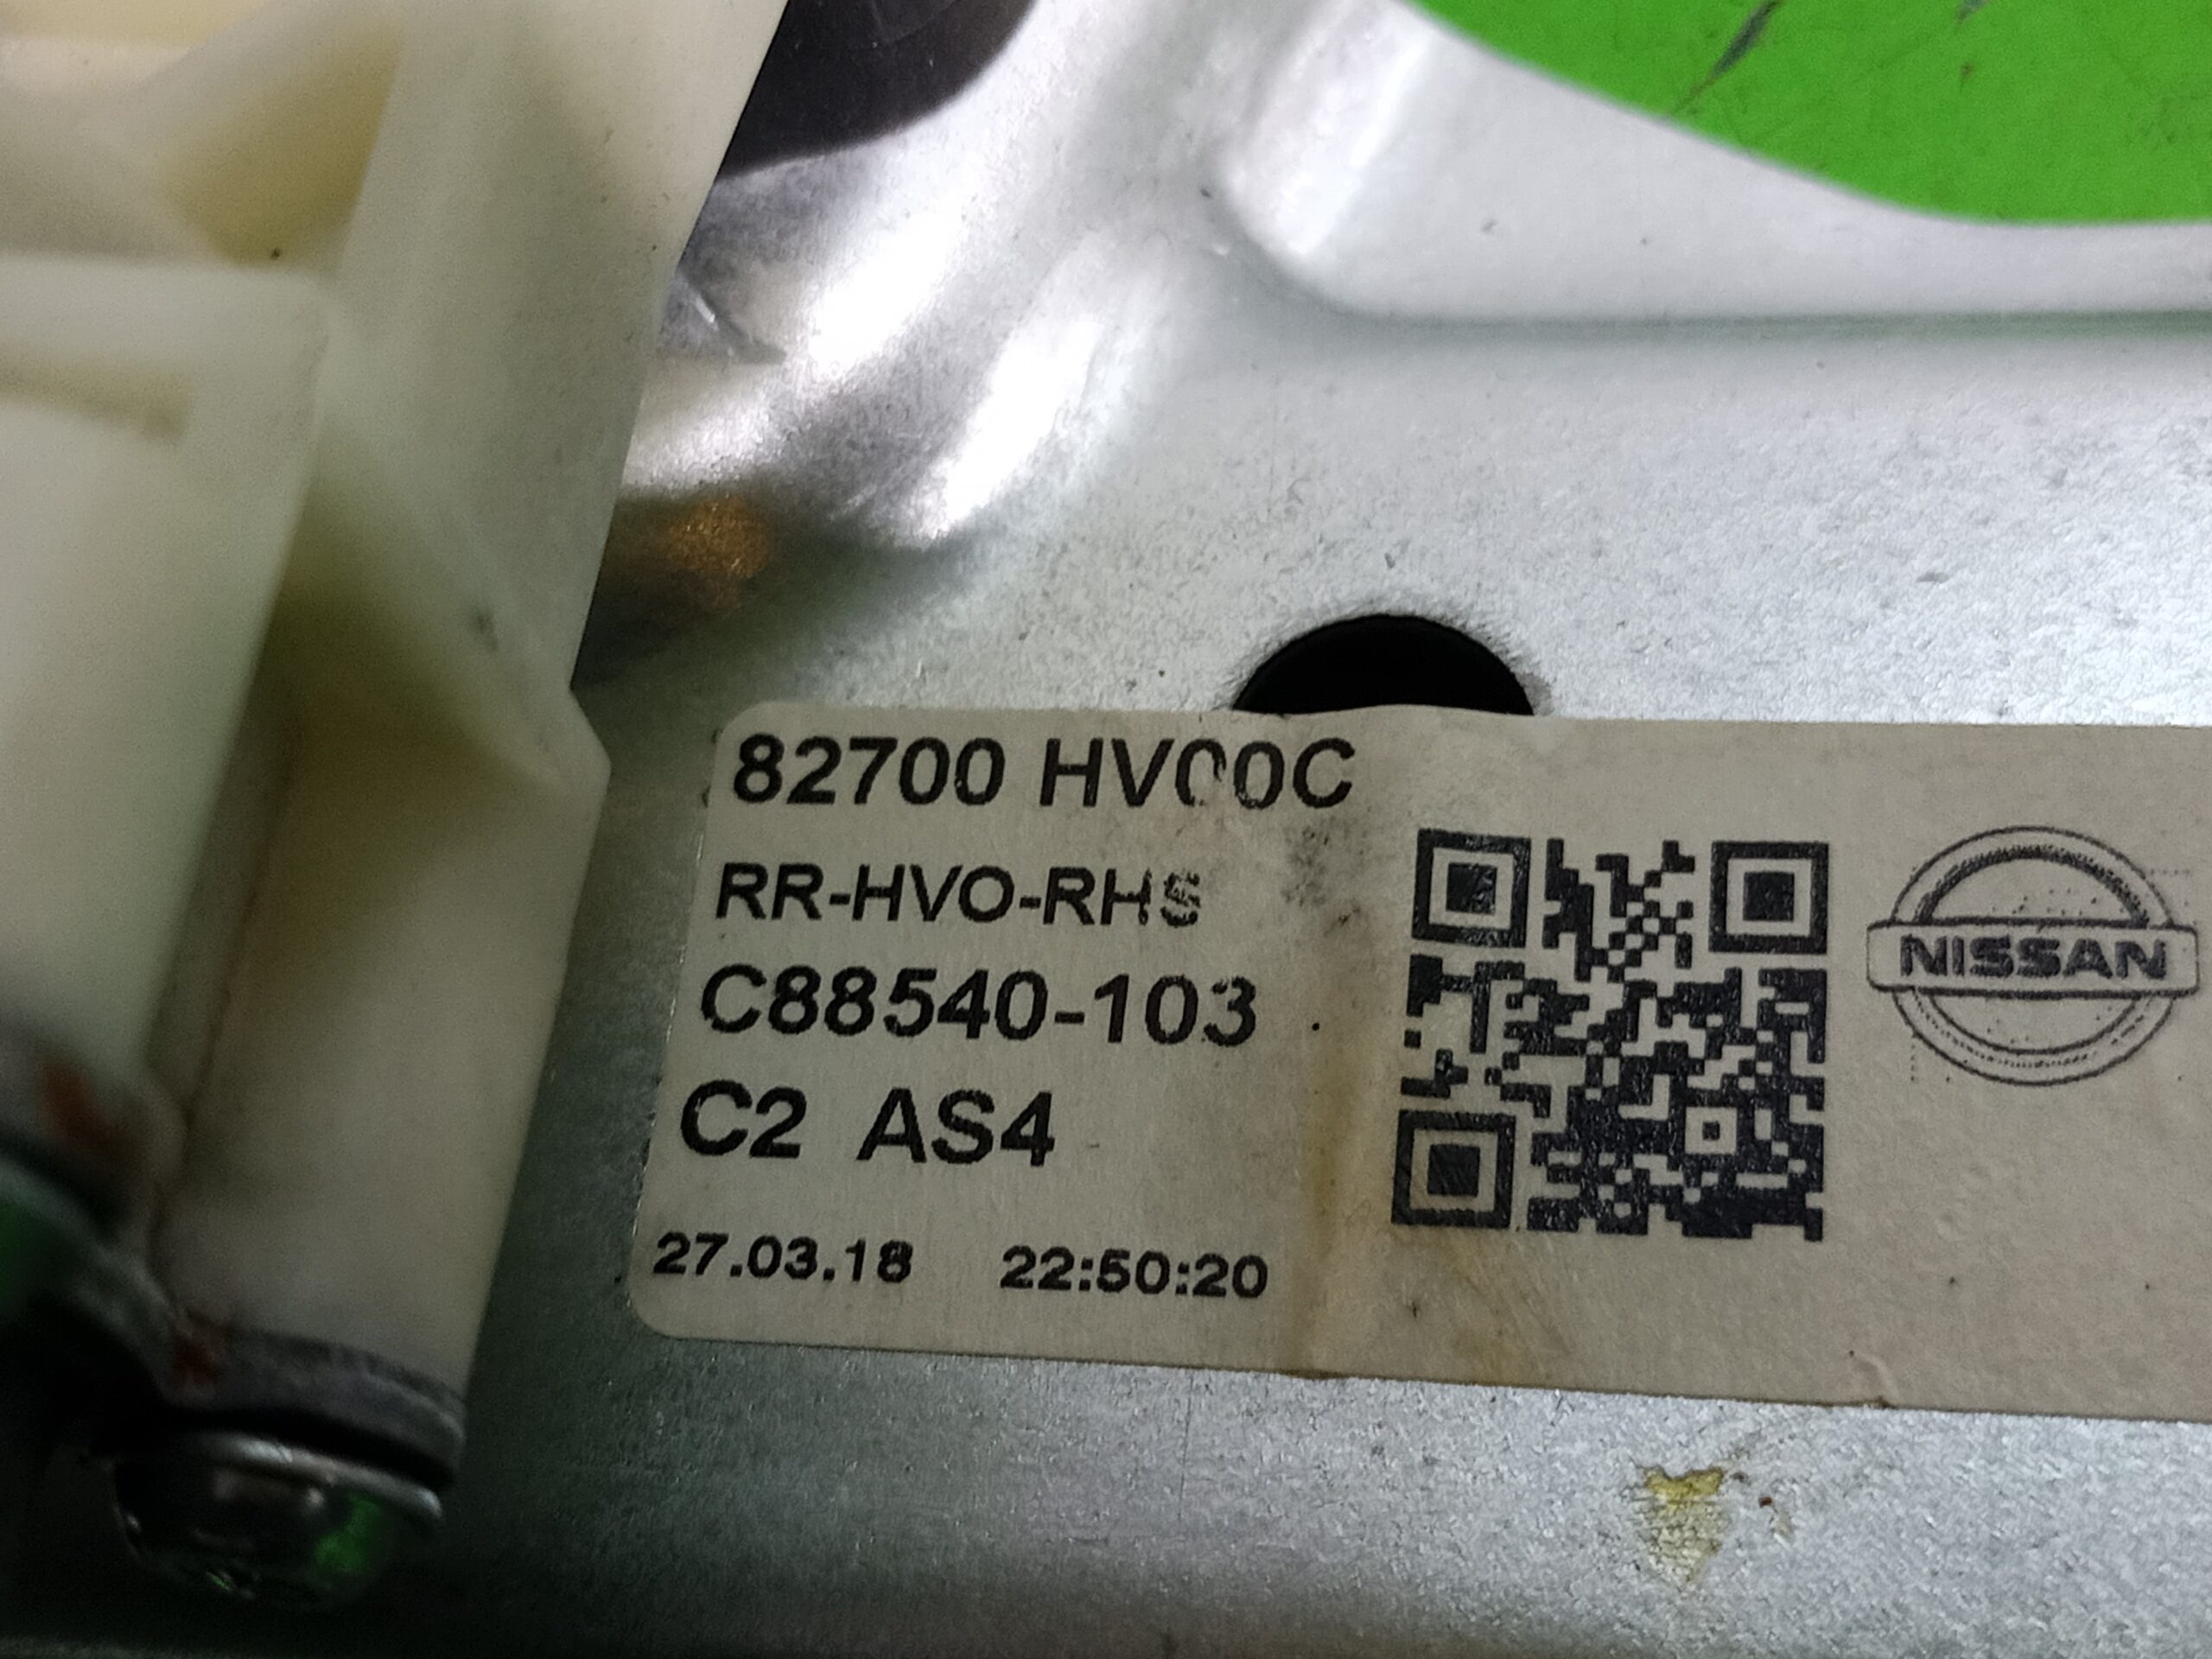 82700 HV00C
RR-HVO-RHS
C88540-103
C2 AS4
27.03.18 22:50:20
NISSAN